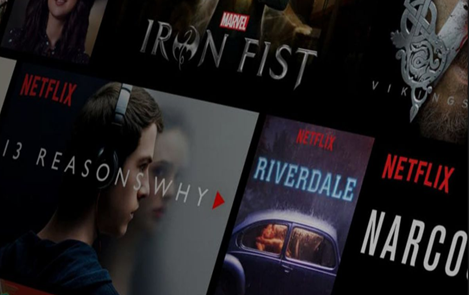 MARVEL
IRON FIST
VIKINGS
NETFLIX
13 REASONS WHY
NETFLIX
RIVERDALE
NETFLIX
NARCO